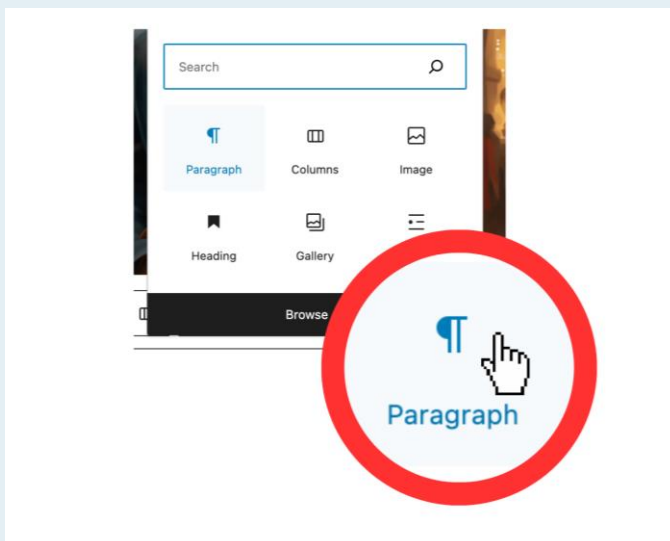 Search
Paragraph Columns Image
Heading Gallery
Browse
Paragraph